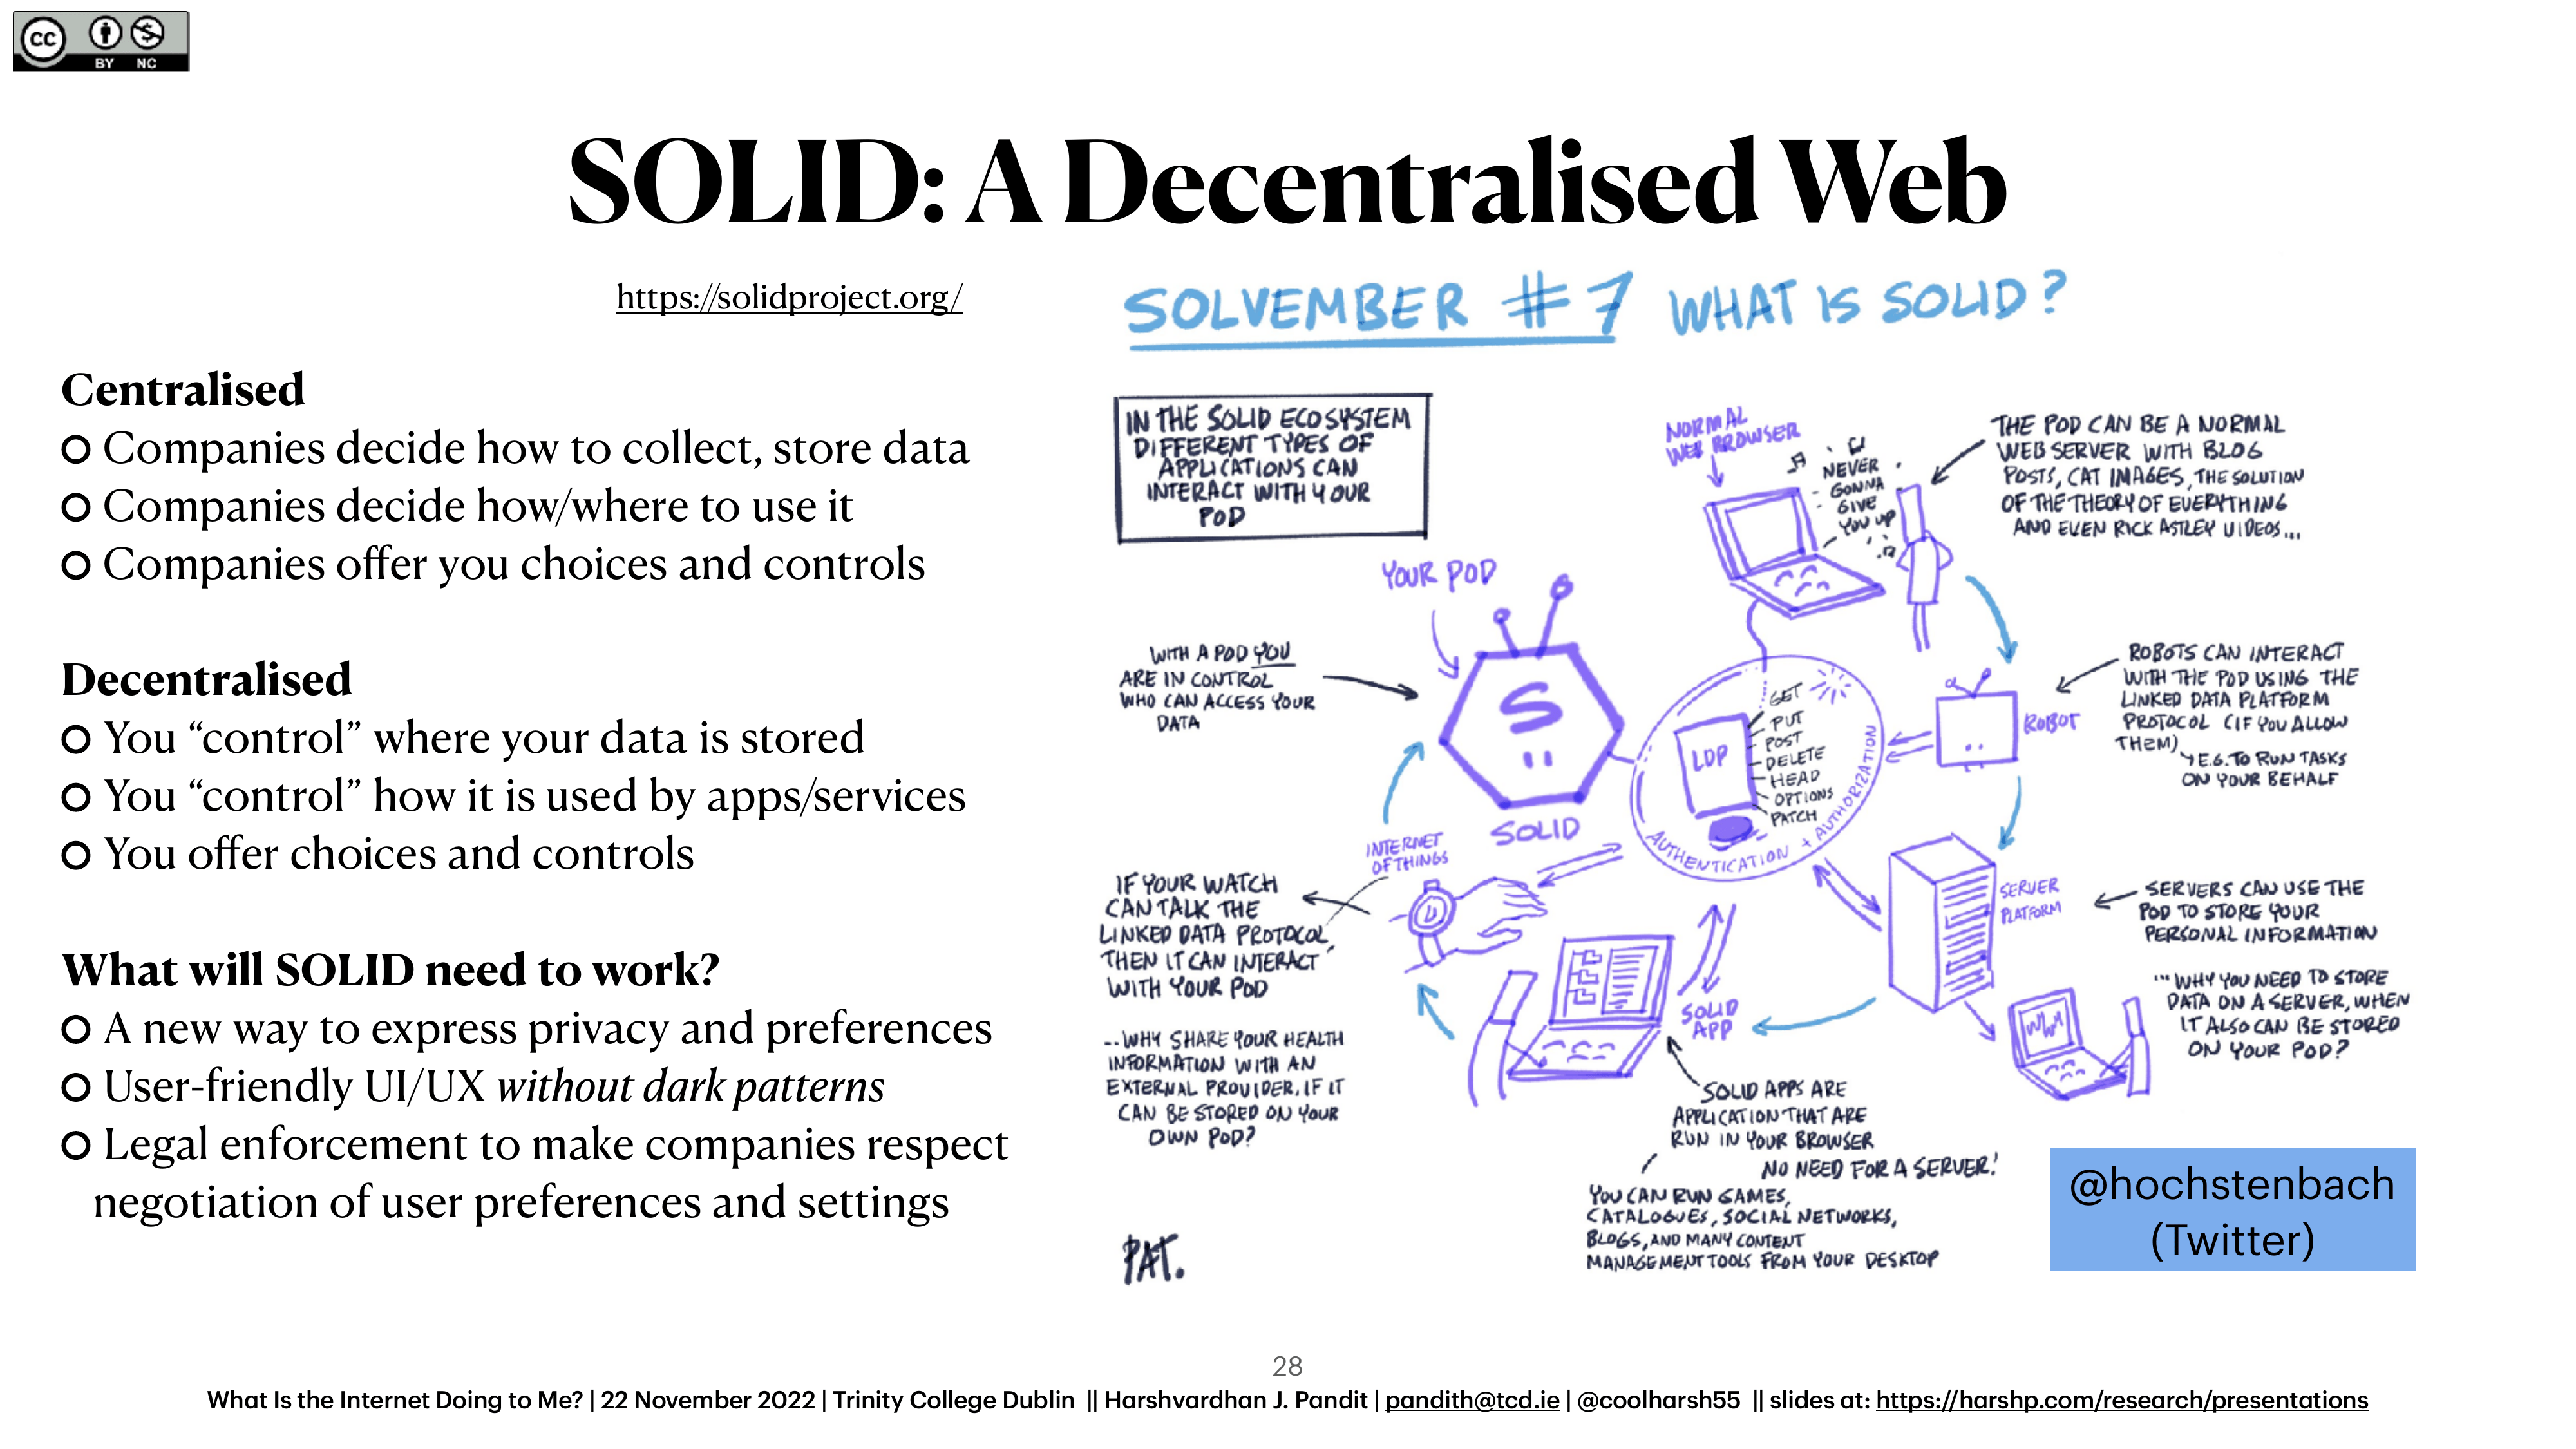 cc
BY NC
SOLID: A Decentralised Web
https://solidproject.org/
Centralised
Companies decide how to collect, store data
Companies decide how/where to use it
Companies offer you choices and controls
Decentralised
You “control” where your data is stored
You “control” how it is used by apps/services
You offer choices and controls
What will SOLID need to work?
A new way to express privacy and preferences
User-friendly UI/UX without dark patterns
Legal enforcement to make companies respect
negotiation of user preferences and settings
SOLVEMBER #7 WHAT IS SOLID?
IN THE SOLID ECOSYSTEM
DIFFERENT TYPES OF
APPLICATIONS CAN
INTERACT WITH YOUR
POD
NORMAL
WEB BROWSER
NEVER
GONNA
GIVE
YOU UP
THE POD CAN BE A NORMAL
WEB SERVER WITH BLOG
POSTS, CAT IMAGES, THE SOLUTION
OF THE THEORY OF EVERYTHING
AND EVEN RICK ASTLEY VIDEOS...
YOUR POD
WITH A POD YOU
ARE IN CONTROL
WHO CAN ACCESS YOUR
DATA
S
SOLID
LDP
GET
PUT
POST
DELETE
HEAD
OPTIONS
PATCH
AUTHENTICATION + AUTHORIZATION
ROBOT
ROBOTS CAN INTERACT
WITH THE POD USING THE
LINKED DATA PLATFORM
PROTOCOL (IF YOU ALLOW
THEM)
E.G. TO RUN TASKS
ON YOUR BEHALF
INTERNET
OF THINGS
IF YOUR WATCH
CAN TALK THE
LINKED DATA PROTOCOL,
THEN IT CAN INTERACT
WITH YOUR POD
...WHY SHARE YOUR HEALTH
INFORMATION WITH AN
EXTERNAL PROVIDER, IF IT
CAN BE STORED ON YOUR
OWN POD?
SERVER
PLATFORM
SERVERS CAN USE THE
POD TO STORE YOUR
PERSONAL INFORMATION
... WHY YOU NEED TO STORE
DATA ON A SERVER, WHEN
IT ALSO CAN BE STORED
ON YOUR POD?
WWW
SOLID
APP
SOLID APPS ARE
APPLICATION THAT ARE
RUN IN YOUR BROWSER
NO NEED FOR A SERVER!
YOU CAN RUN GAMES,
CATALOGUES, SOCIAL NETWORKS,
BLOGS, AND MANY CONTENT
MANAGEMENT TOOLS FROM YOUR DESKTOP
PAT.
@hochstenbach
(Twitter)
28
What Is the Internet Doing to Me? | 22 November 2022 | Trinity College Dublin || Harshvardhan J. Pandit | pandith@tcd.ie | @coolharsh55 || slides at: https://harshp.com/research/presentations